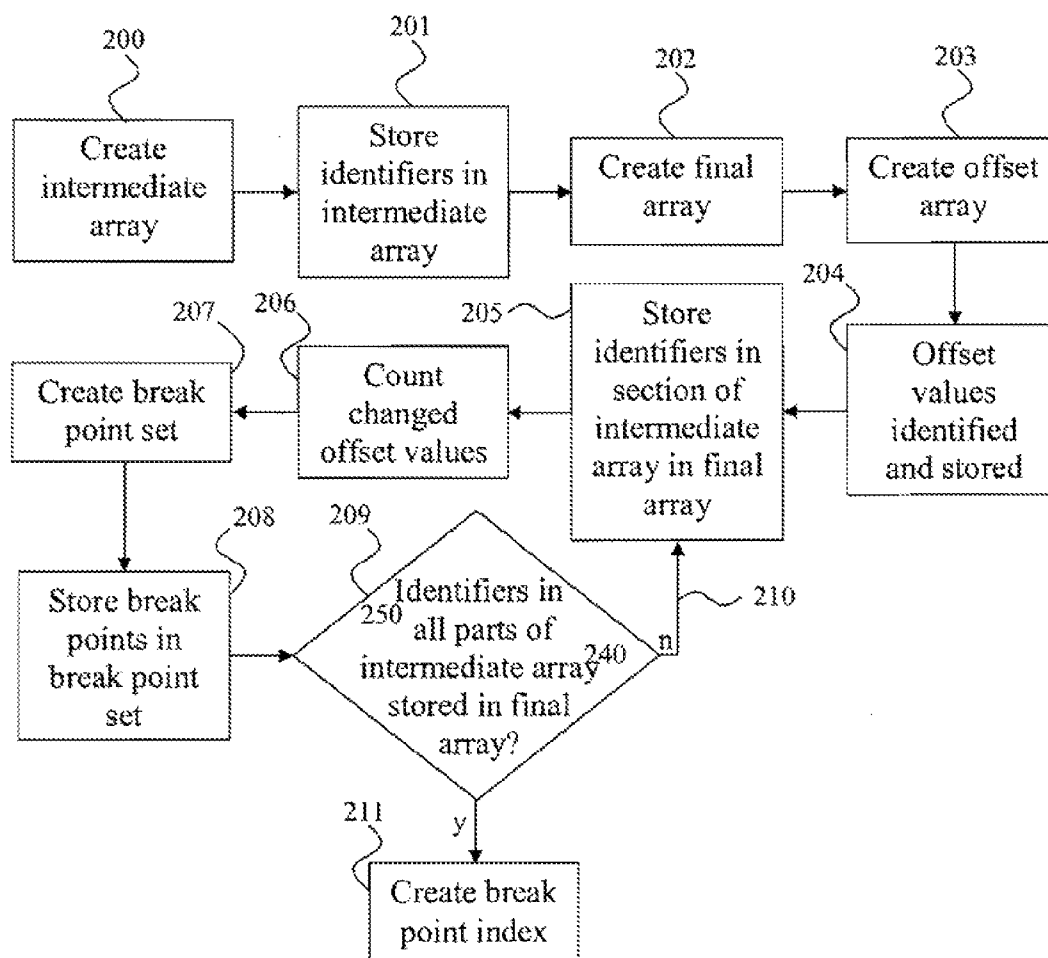 200
Create
intermediate
array
201
Store
identifiers in
intermediate
array
202
Create final
array
203
Create offset
array
204
Offset
values
identified
and stored
205
Store
identifiers in
section of
intermediate
array in final
array
206
Count
changed
offset values
207
Create break
point set
208
Store break
points in
break point
set
209
250
Identifiers in
all parts of
intermediate array
240
stored in final
array?
n
210
y
211
Create break
point index